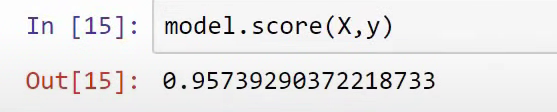 In [15]: model.score(X,y)
Out[15]: 0.95739290372218733